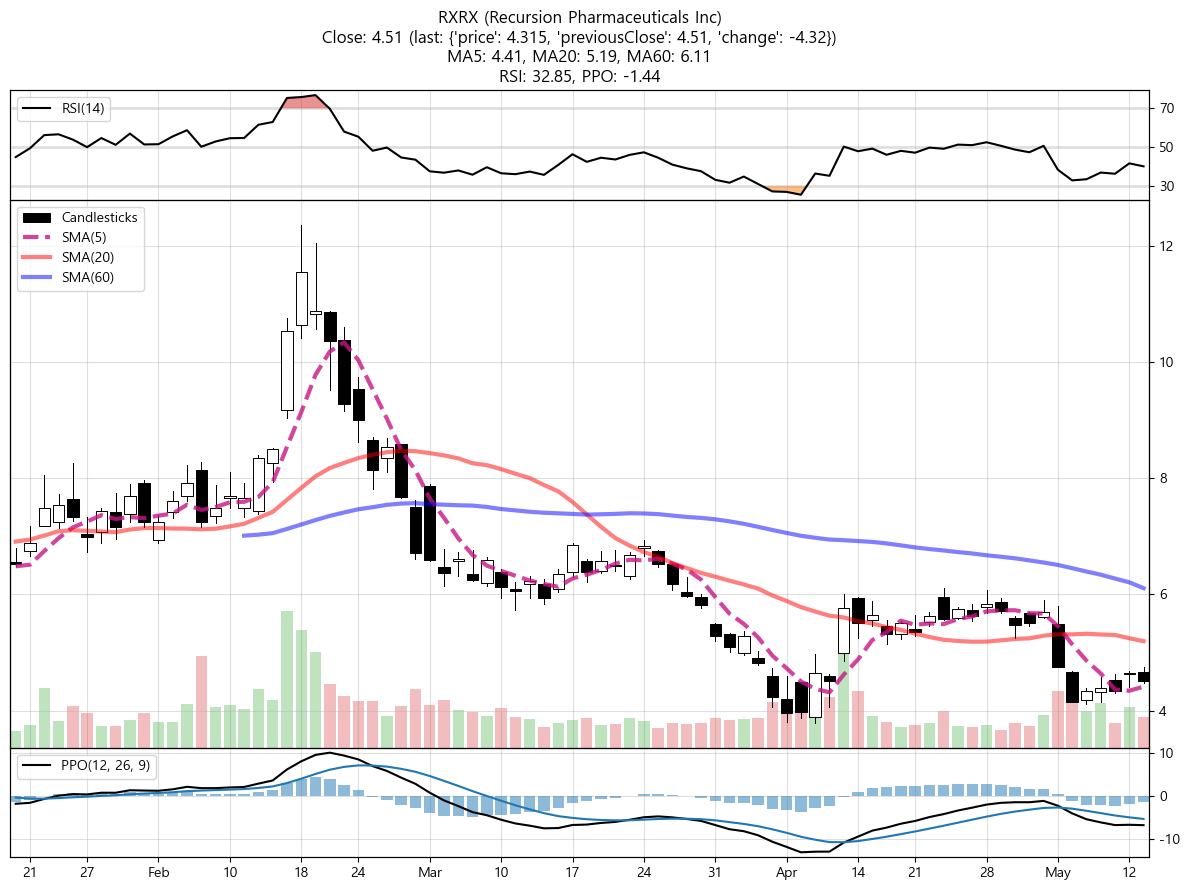 RXRX (Recursion Pharmaceuticals Inc)
Close: 4.51 (last: {'price': 4.315, 'previousClose': 4.51, 'change': -4.32})
MA5: 4.41, MA20: 5.19, MA60: 6.11
RSI: 32.85, PPO: -1.44
RSI(14)
70
50
30
Candlesticks
SMA(5)
SMA(20)
SMA(60)
12
10
8
6
4
PPO(12, 26, 9)
10
0
-10
21 27 Feb 10 18 24 Mar 10 17 24 31 Apr 14 21 28 May 12